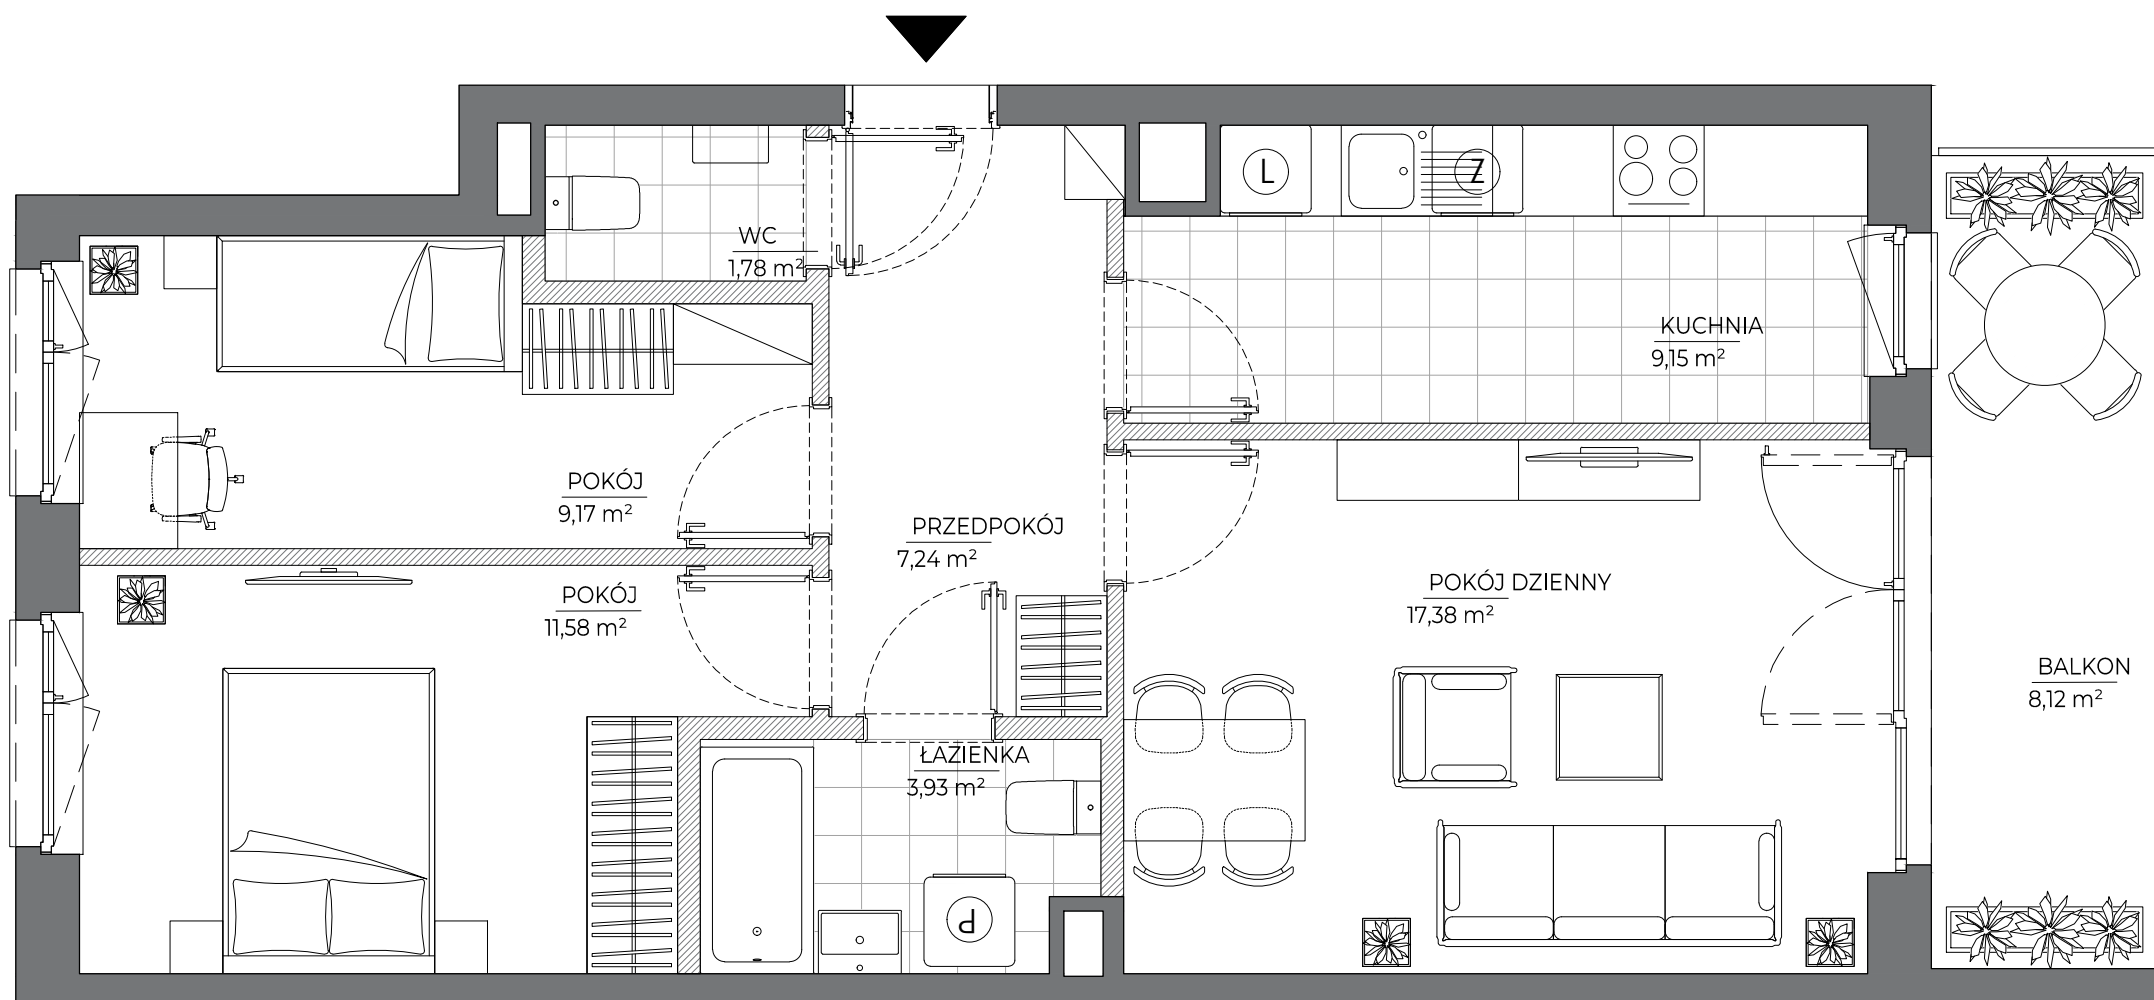 WC
1,78 m²
L
Z
KUCHNIA
9,15 m²
POKÓJ
9,17 m²
PRZEDPOKÓJ
7,24 m²
POKÓJ
11,58 m²
POKÓJ DZIENNY
17,38 m²
BALKON
8,12 m²
ŁAZIENKA
3,93 m²
P